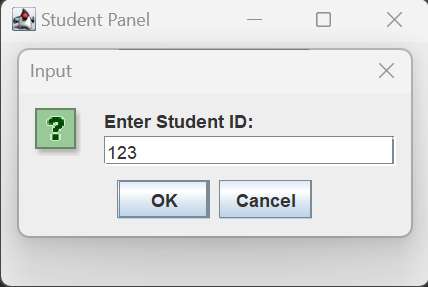 Student Panel
Input
?
Enter Student ID:
123
OK Cancel